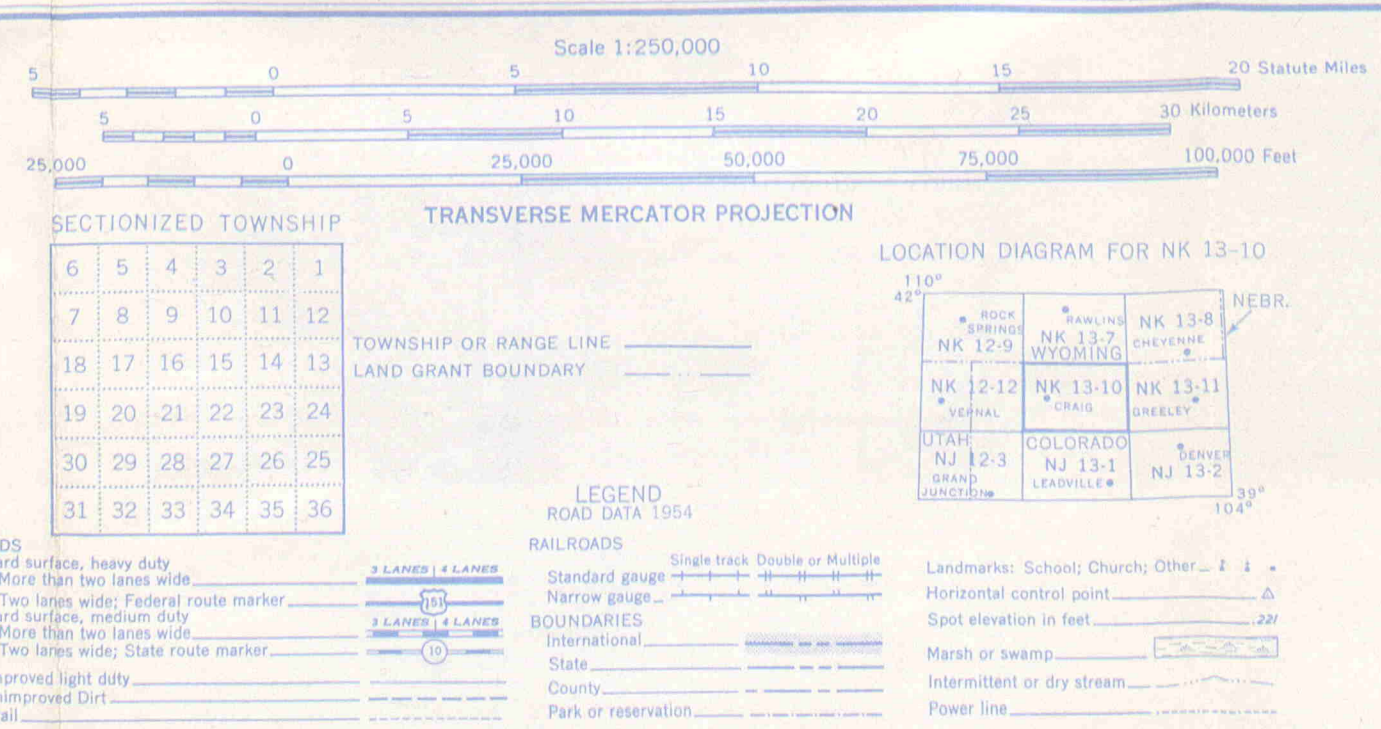 Scale 1:250,000
5 0 5 10 15 20 Statute Miles
5 0 5 10 15 20 25 30 Kilometers
25,000 0 25,000 50,000 75,000 100,000 Feet
SECTIONIZED TOWNSHIP
6 5 4 3 2 1
7 8 9 10 11 12
18 17 16 15 14 13
19 20 21 22 23 24
30 29 28 27 26 25
31 32 33 34 35 36
TRANSVERSE MERCATOR PROJECTION
TOWNSHIP OR RANGE LINE
LAND GRANT BOUNDARY
LOCATION DIAGRAM FOR NK 13-10
110°
42°
NEBR.
ROCK SPRINGS
NK 12-9
RAWLINS
NK 13-7
WYOMING
NK 13-8
CHEYENNE
NK 12-12
VERNAL
NK 13-10
CRAIG
NK 13-11
GREELEY
UTAH
NJ 12-3
GRAND JUNCTION
COLORADO
NJ 13-1
LEADVILLE
DENVER
NJ 13-2
39°
104°
LEGEND
ROAD DATA 1954
DS
ard surface, heavy duty
More than two lanes wide 3 LANES | 4 LANES
Two lanes wide; Federal route marker 151
ard surface, medium duty
More than two lanes wide 3 LANES | 4 LANES
Two lanes wide; State route marker 10
proved light duty
nimproved Dirt
ail
RAILROADS
Single track Double or Multiple
Standard gauge
Narrow gauge
BOUNDARIES
International
State
County
Park or reservation
Landmarks: School; Church; Other
Horizontal control point
Spot elevation in feet .221
Marsh or swamp
Intermittent or dry stream
Power line